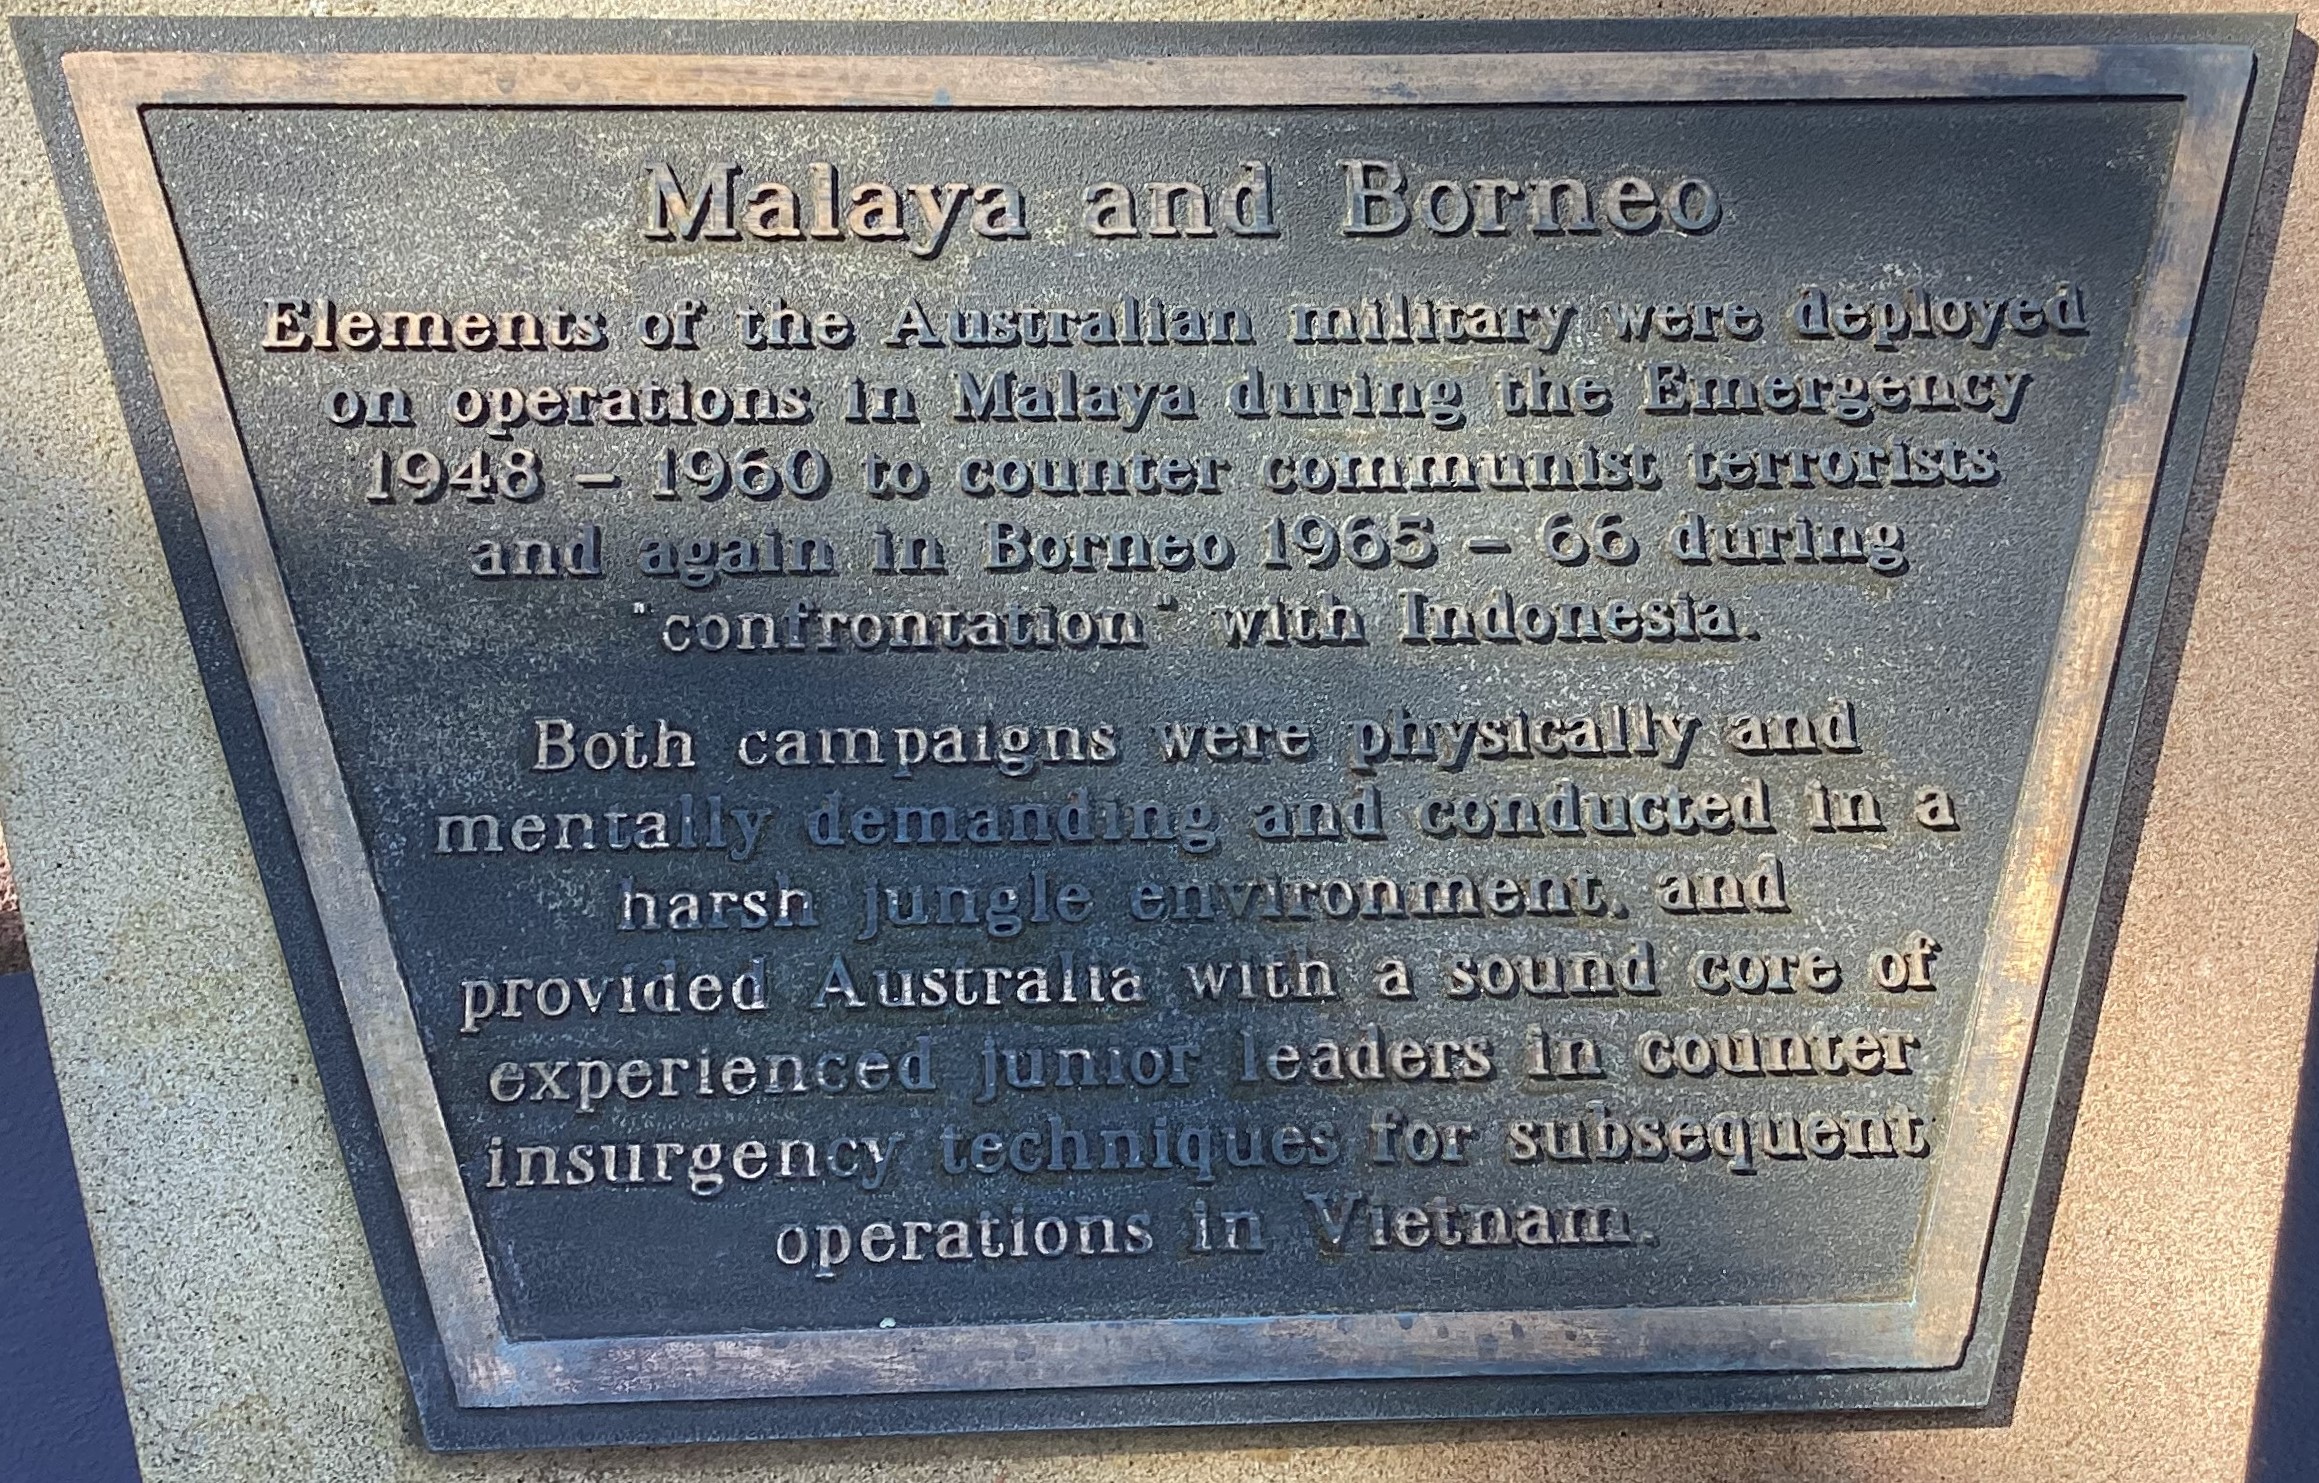 Malaya and Borneo
Elements of the Australian military were deployed
on operations in Malaya during the Emergency
1948 - 1960 to counter communist terrorists
and again in Borneo 1965 - 66 during
"confrontation" with Indonesia.
Both campaigns were physically and
mentally demanding and conducted in a
harsh jungle environment, and
provided Australia with a sound core of
experienced junior leaders in counter
insurgency techniques for subsequent
operations in Vietnam.